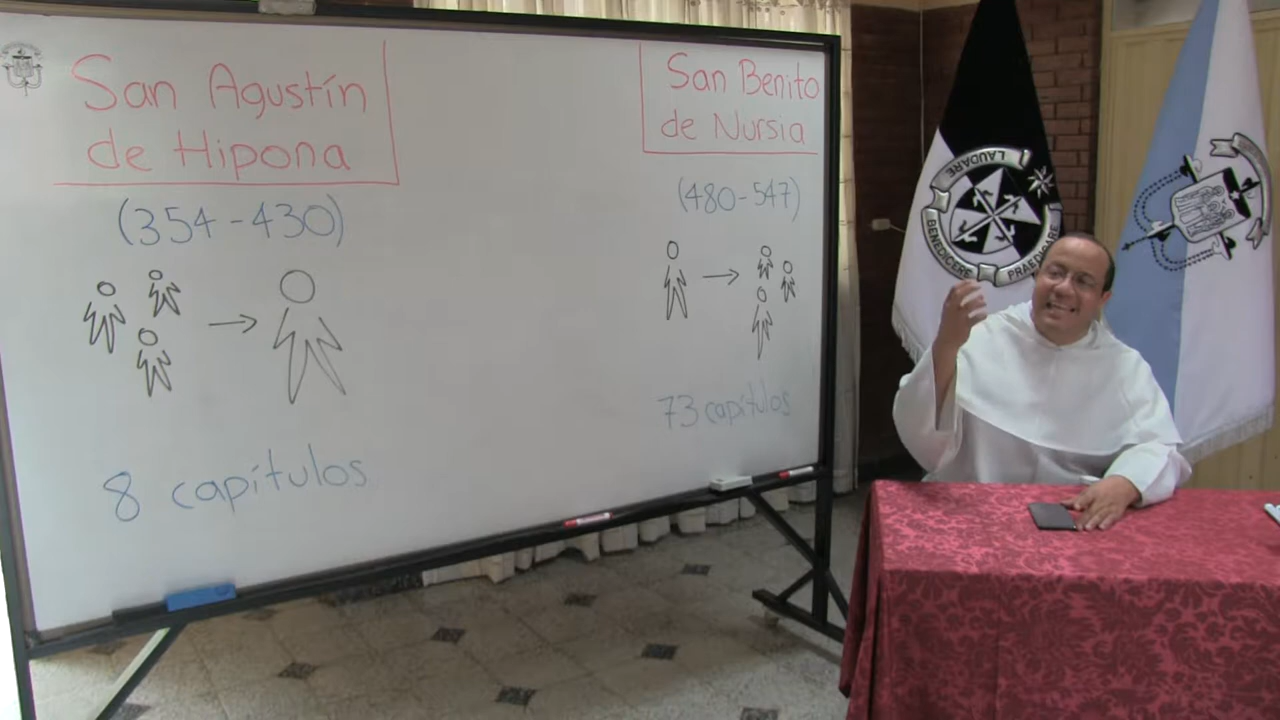 San Agustín
de Hipona
(354-430)
8 capítulos
San Benito
de Nursia
(480-547)
73 capítulos
LAUDARE
BENEDICERE
PRAEDICARE